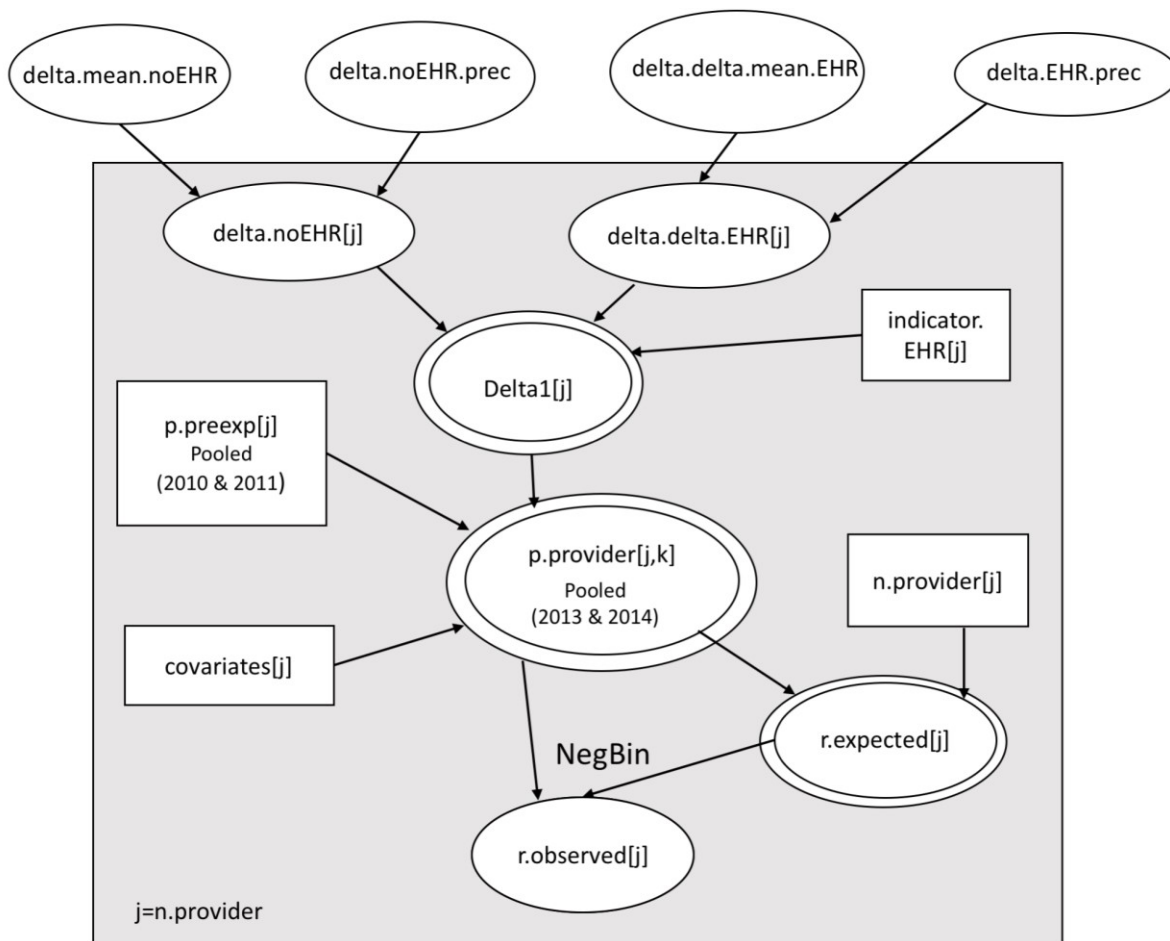 delta.mean.noEHR
delta.noEHR.prec
delta.delta.mean.EHR
delta.EHR.prec
delta.noEHR[j]
delta.delta.EHR[j]
indicator.
EHR[j]
Delta1[j]
p.preexp[j]
Pooled
(2010 & 2011)
p.provider[j,k]
Pooled
(2013 & 2014)
n.provider[j]
covariates[j]
r.expected[j]
NegBin
r.observed[j]
j=n.provider